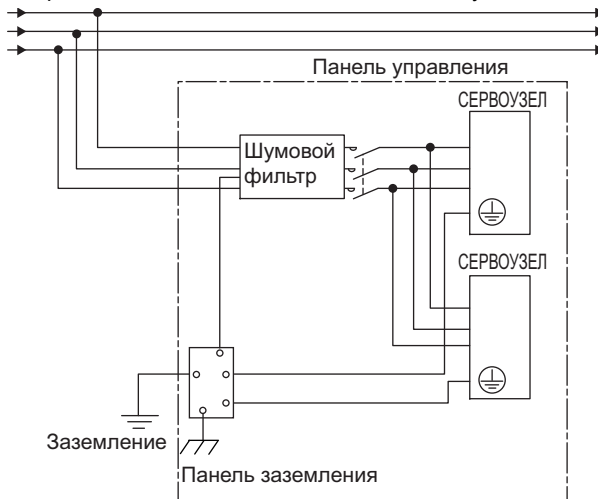 Панель управления
СЕРВОУЗЕЛ
Шумовой
фильтр
СЕРВОУЗЕЛ
Заземление
Панель заземления